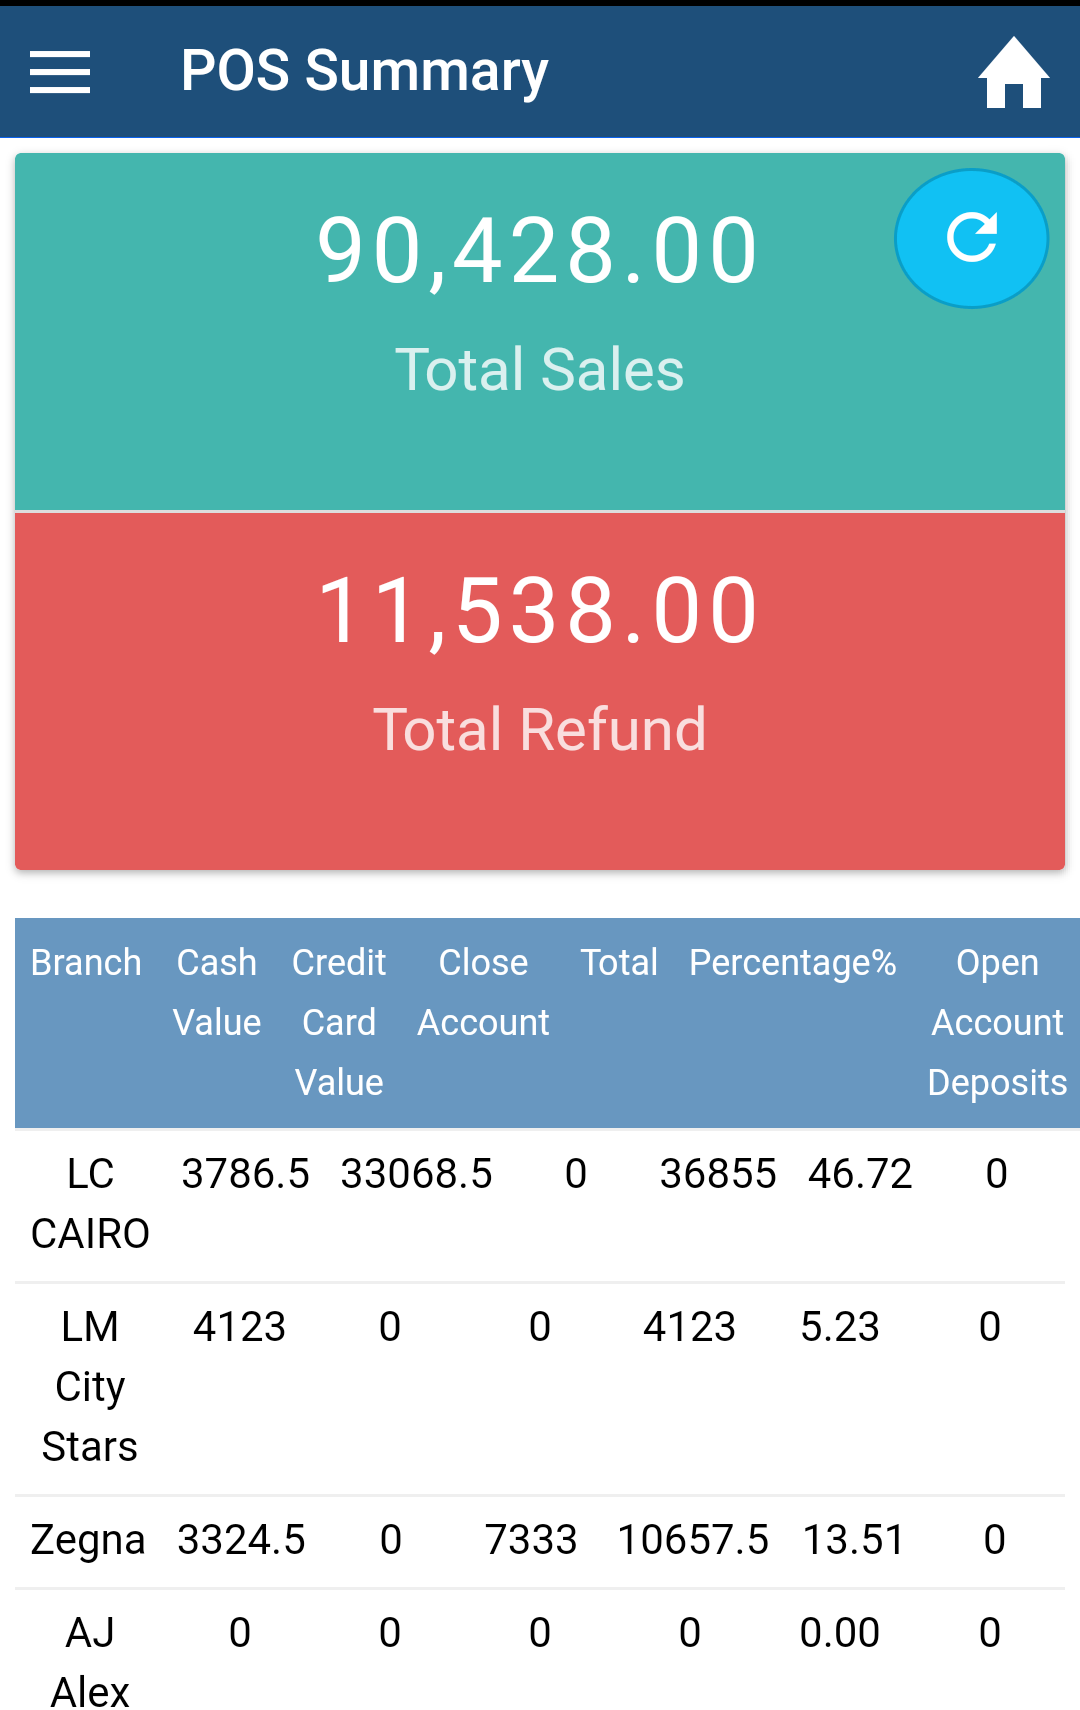 POS Summary
90,428.00
Total Sales
11,538.00
Total Refund
Branch Cash Credit Close Total Percentage% Open
Value Card Account Account
Value Deposits
LC 3786.5 33068.5 0 36855 46.72 0
CAIRO
LM 4123 0 0 4123 5.23 0
City
Stars
Zegna 3324.5 0 7333 10657.5 13.51 0
AJ 0 0 0 0 0.00 0
Alex